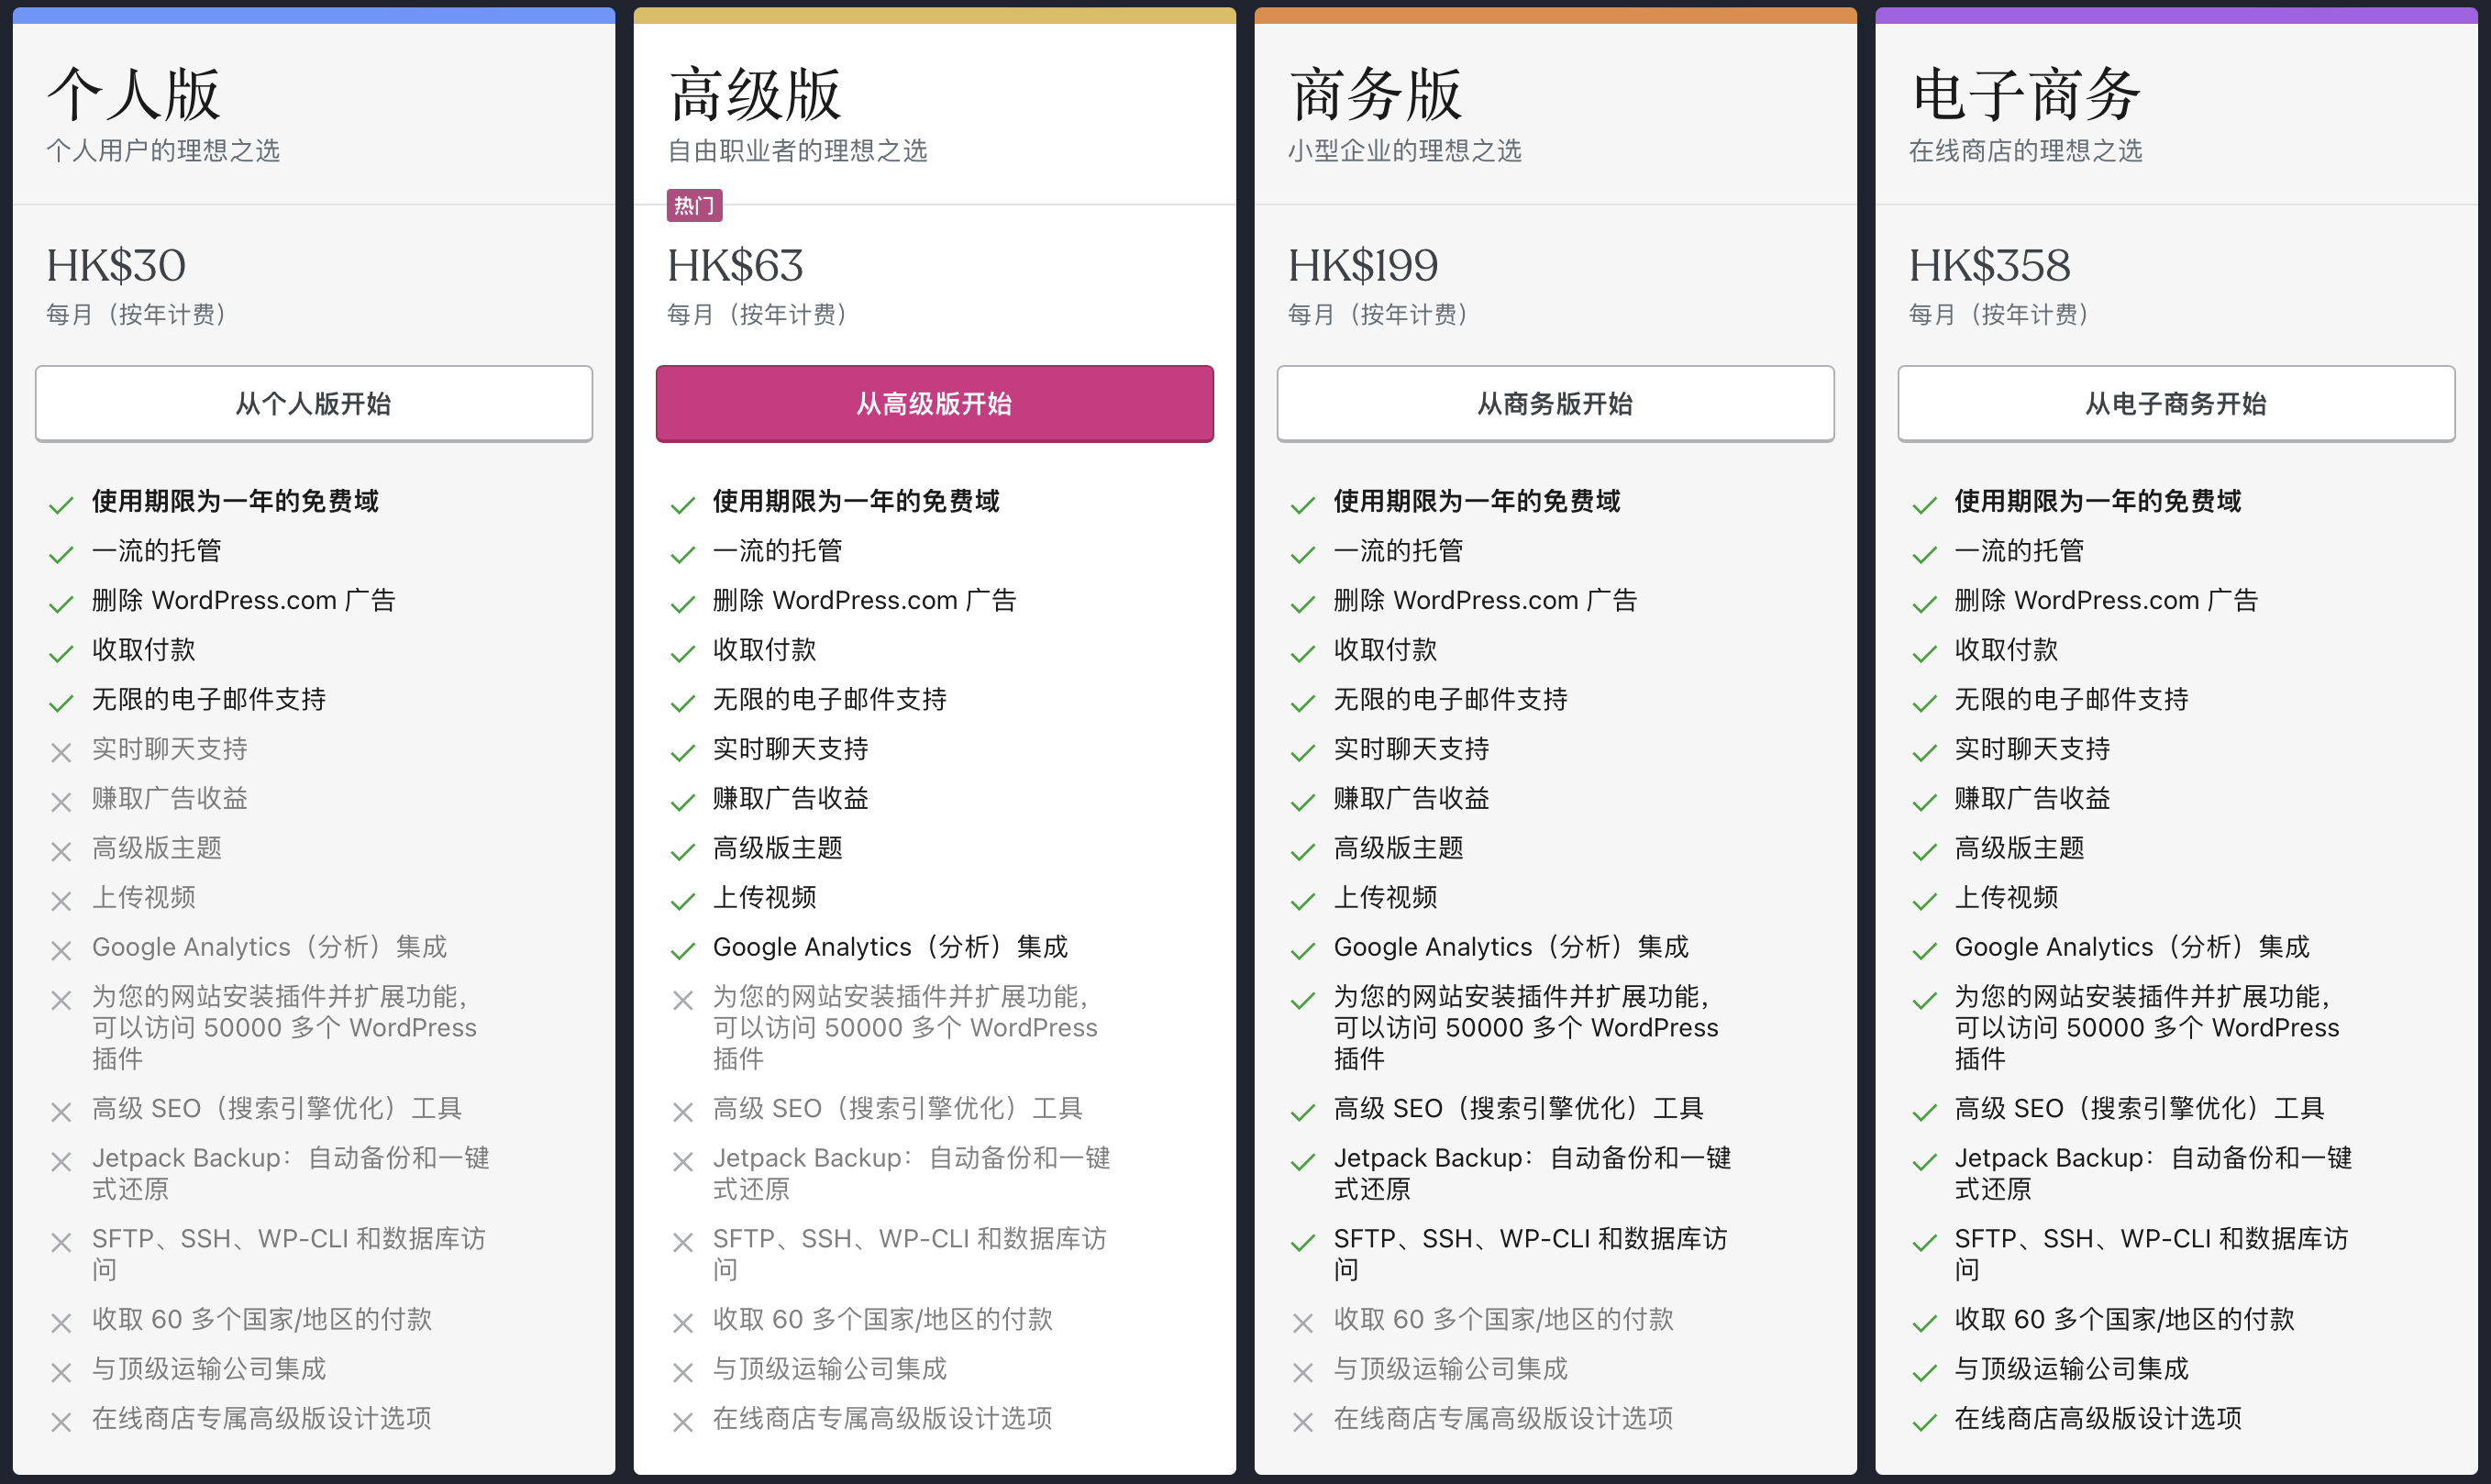 个人版
个人用户的理想之选
HK$30
每月（按年计费）
从个人版开始
使用期限为一年的免费域
一流的托管
删除 WordPress.com 广告
收取付款
无限的电子邮件支持
实时聊天支持
赚取广告收益
高级版主题
上传视频
Google Analytics（分析）集成
为您的网站安装插件并扩展功能，
可以访问 50000 多个 WordPress
插件
高级 SEO（搜索引擎优化）工具
Jetpack Backup：自动备份和一键
式还原
SFTP、SSH、WP-CLI 和数据库访
问
收取 60 多个国家/地区的付款
与顶级运输公司集成
在线商店专属高级版设计选项
高级版
自由职业者的理想之选
热门
HK$63
每月（按年计费）
从高级版开始
使用期限为一年的免费域
一流的托管
删除 WordPress.com 广告
收取付款
无限的电子邮件支持
实时聊天支持
赚取广告收益
高级版主题
上传视频
Google Analytics（分析）集成
为您的网站安装插件并扩展功能，
可以访问 50000 多个 WordPress
插件
高级 SEO（搜索引擎优化）工具
Jetpack Backup：自动备份和一键
式还原
SFTP、SSH、WP-CLI 和数据库访
问
收取 60 多个国家/地区的付款
与顶级运输公司集成
在线商店专属高级版设计选项
商务版
小型企业的理想之选
HK$199
每月（按年计费）
从商务版开始
使用期限为一年的免费域
一流的托管
删除 WordPress.com 广告
收取付款
无限的电子邮件支持
实时聊天支持
赚取广告收益
高级版主题
上传视频
Google Analytics（分析）集成
为您的网站安装插件并扩展功能，
可以访问 50000 多个 WordPress
插件
高级 SEO（搜索引擎优化）工具
Jetpack Backup：自动备份和一键
式还原
SFTP、SSH、WP-CLI 和数据库访
问
收取 60 多个国家/地区的付款
与顶级运输公司集成
在线商店专属高级版设计选项
电子商务
在线商店的理想之选
HK$358
每月（按年计费）
从电子商务开始
使用期限为一年的免费域
一流的托管
删除 WordPress.com 广告
收取付款
无限的电子邮件支持
实时聊天支持
赚取广告收益
高级版主题
上传视频
Google Analytics（分析）集成
为您的网站安装插件并扩展功能，
可以访问 50000 多个 WordPress
插件
高级 SEO（搜索引擎优化）工具
Jetpack Backup：自动备份和一键
式还原
SFTP、SSH、WP-CLI 和数据库访
问
收取 60 多个国家/地区的付款
与顶级运输公司集成
在线商店高级版设计选项